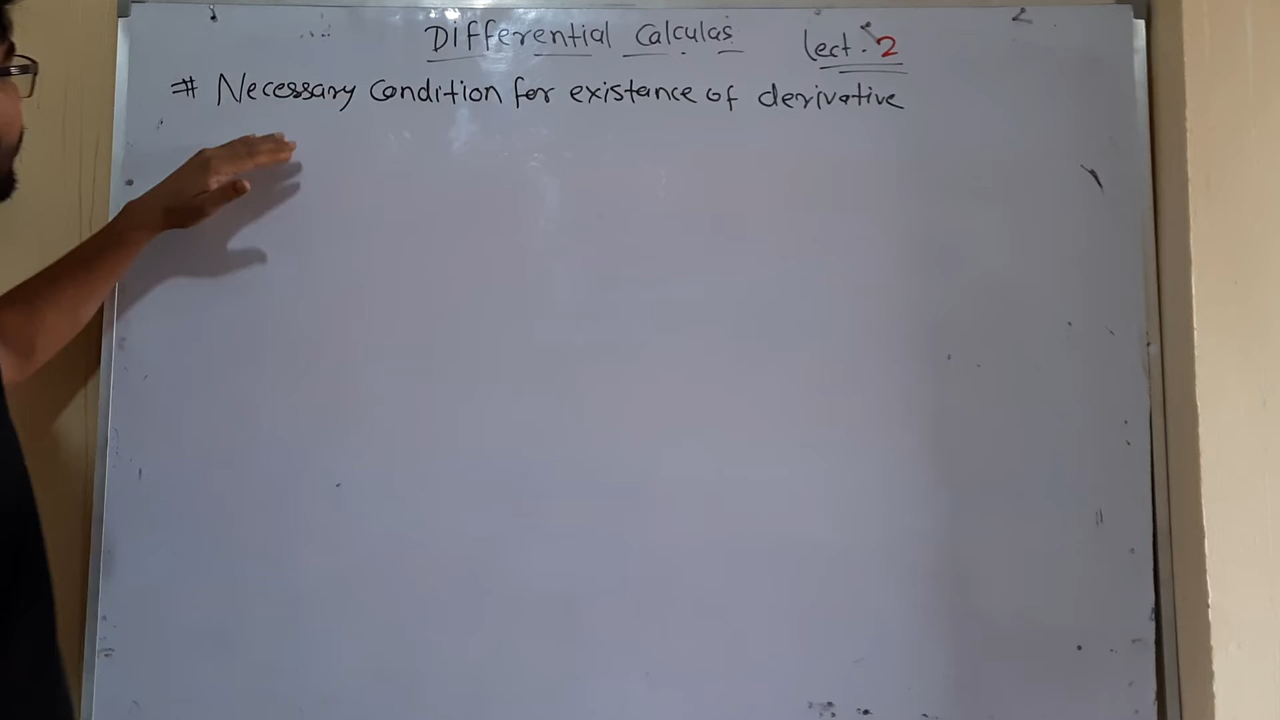 Differential Calculas Lect. 2
# Necessary Condition for existance of derivative